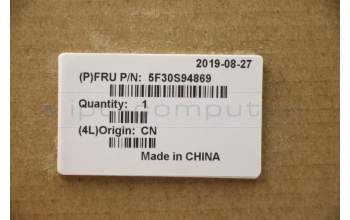 2019-08-27
(P)FRU P/N: 5F30S94869
Quantity: 1
(4L)Origin: CN
Made in CHINA